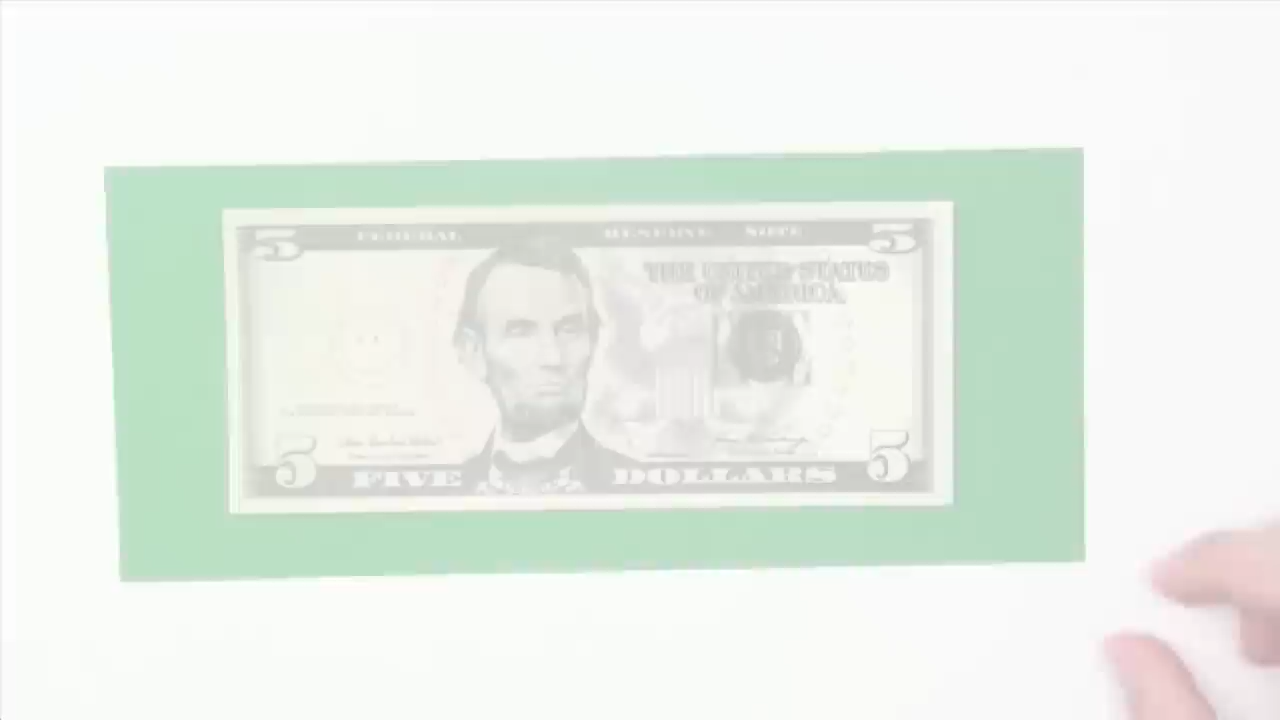 5 FEDERAL RESERVE NOTE 5
THE UNITED STATES
OF AMERICA
5 FIVE DOLLARS 5